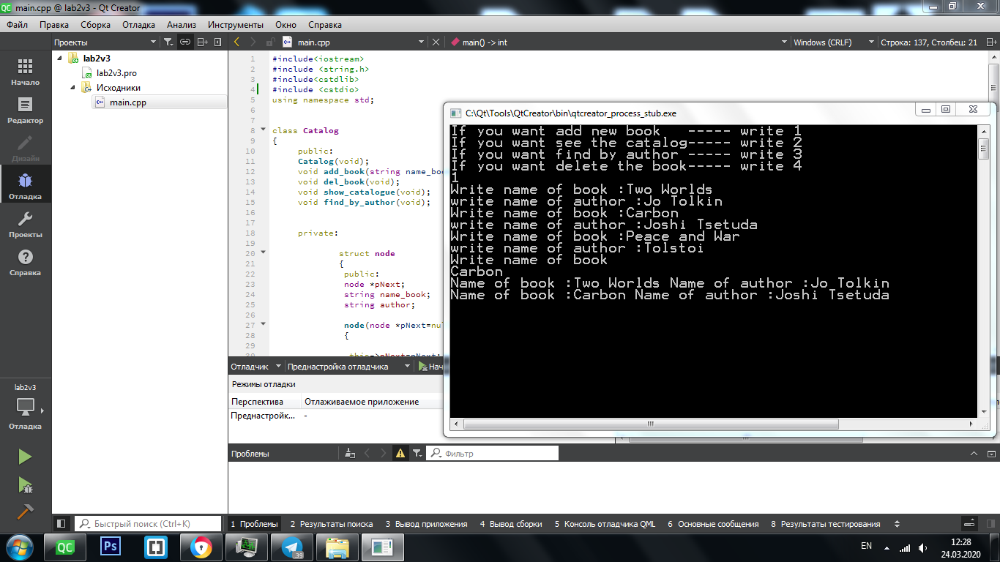 main.cpp @ lab2v3 - Qt Creator
Файл Правка Сборка Отладка Анализ Инструменты Окно Справка
Проекты main.cpp main() -> int Windows (CRLF) Строка: 137, Столбец: 21
Начало
Редактор
Дизайн
Отладка
Проекты
Справка
lab2v3
Отладка
lab2v3
lab2v3.pro
Исходники
main.cpp
1 #include<iostream>
2 #include <string.h>
3 #include<cstdlib>
4 #include <cstdio>
5 using namespace std;
6
7
8 class Catalog
9 {
10 public:
11 Catalog(void);
12 void add_book(string name_boo
13 void del_book(void);
14 void show_catalogue(void);
15 void find_by_author(void);
16
17
18 private:
19
20 struct node
21 {
22 public:
23 node *pNext;
24 string name_book;
25 string author;
26
27 node(node *pNext=nul
28 {
29
30 this->pNext=pNext;
C:\Qt\Tools\QtCreator\bin\qtcreator_process_stub.exe
If you want add new book ----- write 1
If you want see the catalog----- write 2
If you want find by author ----- write 3
If you want delete the book----- write 4
1
Write name of book :Two Worlds
write name of author :Jo Tolkin
Write name of book :Carbon
write name of author :Joshi Tsetuda
Write name of book :Peace and War
write name of author :Tolstoi
Write name of book
Carbon
Name of book :Two Worlds Name of author :Jo Tolkin
Name of book :Carbon Name of author :Joshi Tsetuda
Отладчик Преднастройка отладчика Нач
Режимы отладки
Перспектива Отлаживаемое приложение
Преднастройк... -
Проблемы Фильтр
Быстрый поиск (Ctrl+K) 1 Проблемы 2 Результаты поиска 3 Вывод приложения 4 Вывод сборки 5 Консоль отладчика QML 6 Основные сообщения 8 Результаты тестирования
QC Ps 39 EN 12:28
24.03.2020